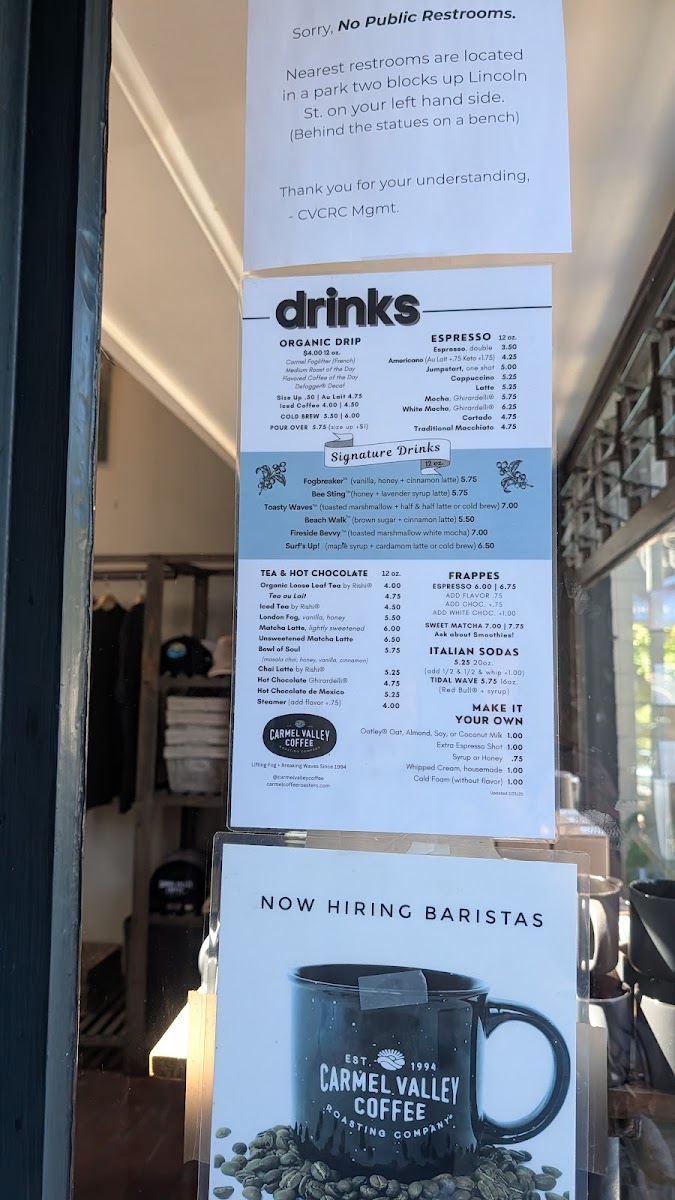 Sorry, No Public Restrooms.
Nearest restrooms are located
in a park two blocks up Lincoln
St. on your left hand side.
(Behind the statues on a bench)
Thank you for your understanding,
- CVCRC Mgmt.
drinks
ORGANIC DRIP
$4.00 12 oz.
Carmel Foglifter (French)
Medium Roast of the Day
Flavored Coffee of the Day
Defogger® Decaf
Size Up .50 | Au Lait 4.75
Iced Coffee 4.00 | 4.50
COLD BREW 5.50 | 6.00
POUR OVER 5.75 (size up +$1)
ESPRESSO 12 oz.
Espresso, double 3.50
Americano (Au Lait +.75 Keto +1.75) 4.25
Jumpstart, one shot 5.00
Cappuccino 5.25
Latte 5.25
Mocha, Ghirardelli® 5.75
White Mocha, Ghirardelli® 6.25
Cortado 4.75
Traditional Macchiato 4.75
Signature Drinks
12 oz.
Fogbreaker™ (vanilla, honey + cinnamon latte) 5.75
Bee Sting™ (honey + lavender syrup latte) 5.75
Toasty Waves™ (toasted marshmallow + half & half latte or cold brew) 7.00
Beach Walk™ (brown sugar + cinnamon latte) 5.50
Fireside Bevvy™ (toasted marshmallow white mocha) 7.00
Surf's Up! (maple syrup + cardamom latte or cold brew) 6.50
TEA & HOT CHOCOLATE 12 oz.
Organic Loose Leaf Tea by Rishi® 4.00
Tea au Lait 4.75
Iced Tea by Rishi® 4.50
London Fog, vanilla, honey 5.50
Matcha Latte, lightly sweetened 6.00
Unsweetened Matcha Latte 6.50
Bowl of Soul 5.75
(masala chai, honey, vanilla, cinnamon)
Chai Latte by Rishi® 5.25
Hot Chocolate Ghirardelli® 4.75
Hot Chocolate de Mexico 5.25
Steamer (add flavor +.75) 4.00
CARMEL VALLEY
COFFEE
ROASTING COMPANY
Lifting Fog + Breaking Waves Since 1994
@carmelvalleycoffee
carmelcoffeeroasters.com
FRAPPES
ESPRESSO 6.00 | 6.75
ADD FLAVOR .75
ADD CHOC. +.75
ADD WHITE CHOC. +1.00
SWEET MATCHA 7.00 | 7.75
Ask about Smoothies!
ITALIAN SODAS
5.25 20oz.
(add 1/2 & 1/2 & whip +1.00)
TIDAL WAVE 5.75 16oz.
(Red Bull® + syrup)
MAKE IT
YOUR OWN
Oatley® Oat, Almond, Soy, or Coconut Milk 1.00
Extra Espresso Shot 1.00
Syrup or Honey .75
Whipped Cream, housemade 1.00
Cold Foam (without flavor) 1.00
NOW HIRING BARISTAS
EST. 1994
CARMEL VALLEY
COFFEE
ROASTING COMPANY®